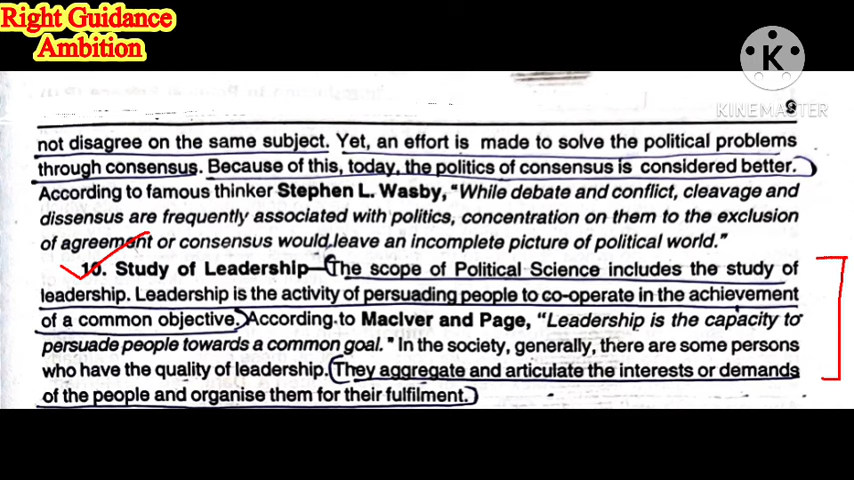 Right Guidance
Ambition
K
KINEMASTER
9
not disagree on the same subject. Yet, an effort is made to solve the political problems
through consensus. Because of this, today, the politics of consensus is considered better.
According to famous thinker Stephen L. Wasby, "While debate and conflict, cleavage and
dissensus are frequently associated with politics, concentration on them to the exclusion
of agreement or consensus would leave an incomplete picture of political world."
10. Study of Leadership—The scope of Political Science includes the study of
leadership. Leadership is the activity of persuading people to co-operate in the achievement
of a common objective. According to MacIver and Page, "Leadership is the capacity to
persuade people towards a common goal." In the society, generally, there are some persons
who have the quality of leadership. They aggregate and articulate the interests or demands
of the people and organise them for their fulfilment.